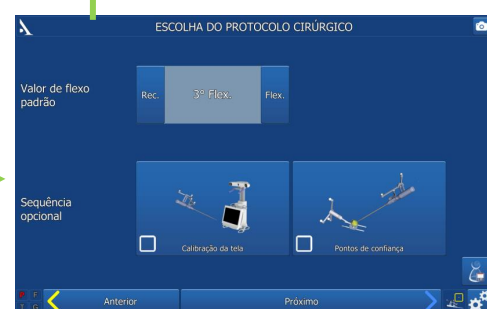 ESCOLHA DO PROTOCOLO CIRÚRGICO
Valor de flexo
padrão
Rec.
3° Flex.
Flex.
Sequência
opcional
Calibração da tela
Pontos de confiança
Anterior
Próximo
P F
T G